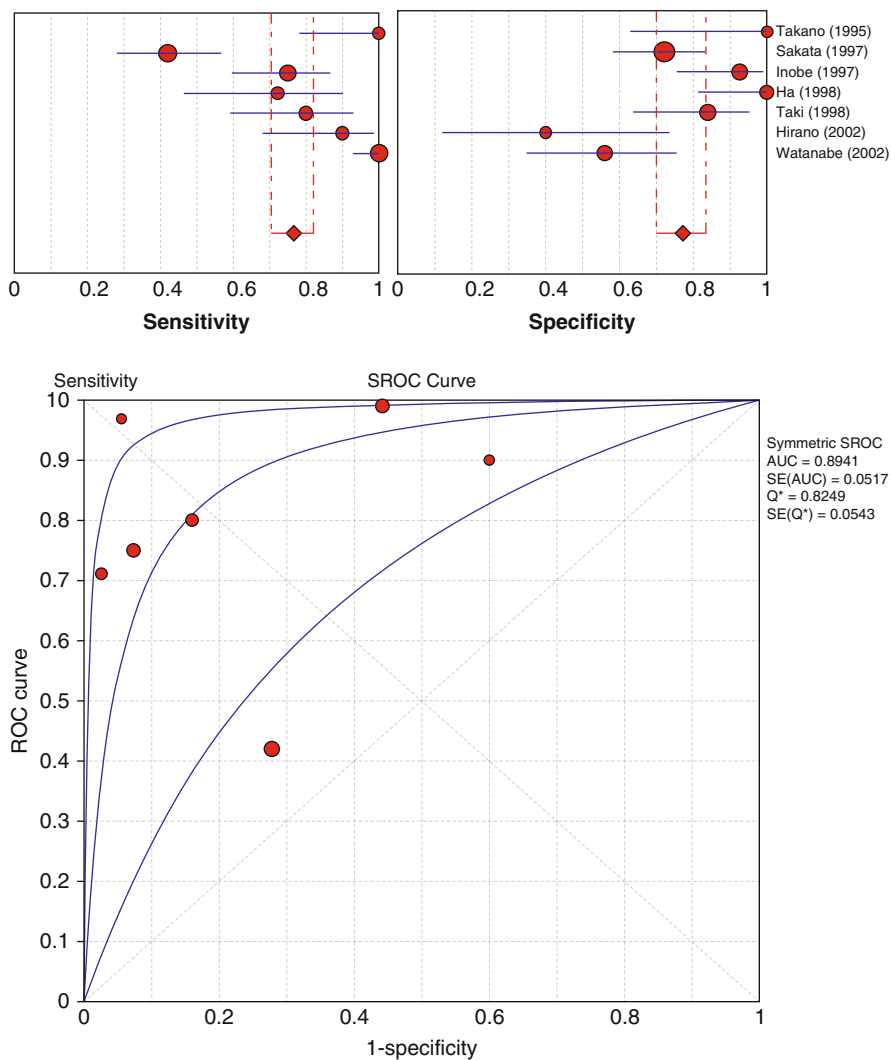 Takano (1995)
Sakata (1997)
Inobe (1997)
Ha (1998)
Taki (1998)
Hirano (2002)
Watanabe (2002)
0 0.2 0.4 0.6 0.8 1
Sensitivity
0 0.2 0.4 0.6 0.8 1
Specificity
Sensitivity
SROC Curve
10
0.9
0.8
0.7
0.6
0.5
0.4
0.3
0.2
0.1
0
ROC curve
0 0.2 0.4 0.6 0.8 1
1-specificity
Symmetric SROC
AUC = 0.8941
SE(AUC) = 0.0517
Q* = 0.8249
SE(Q*) = 0.0543